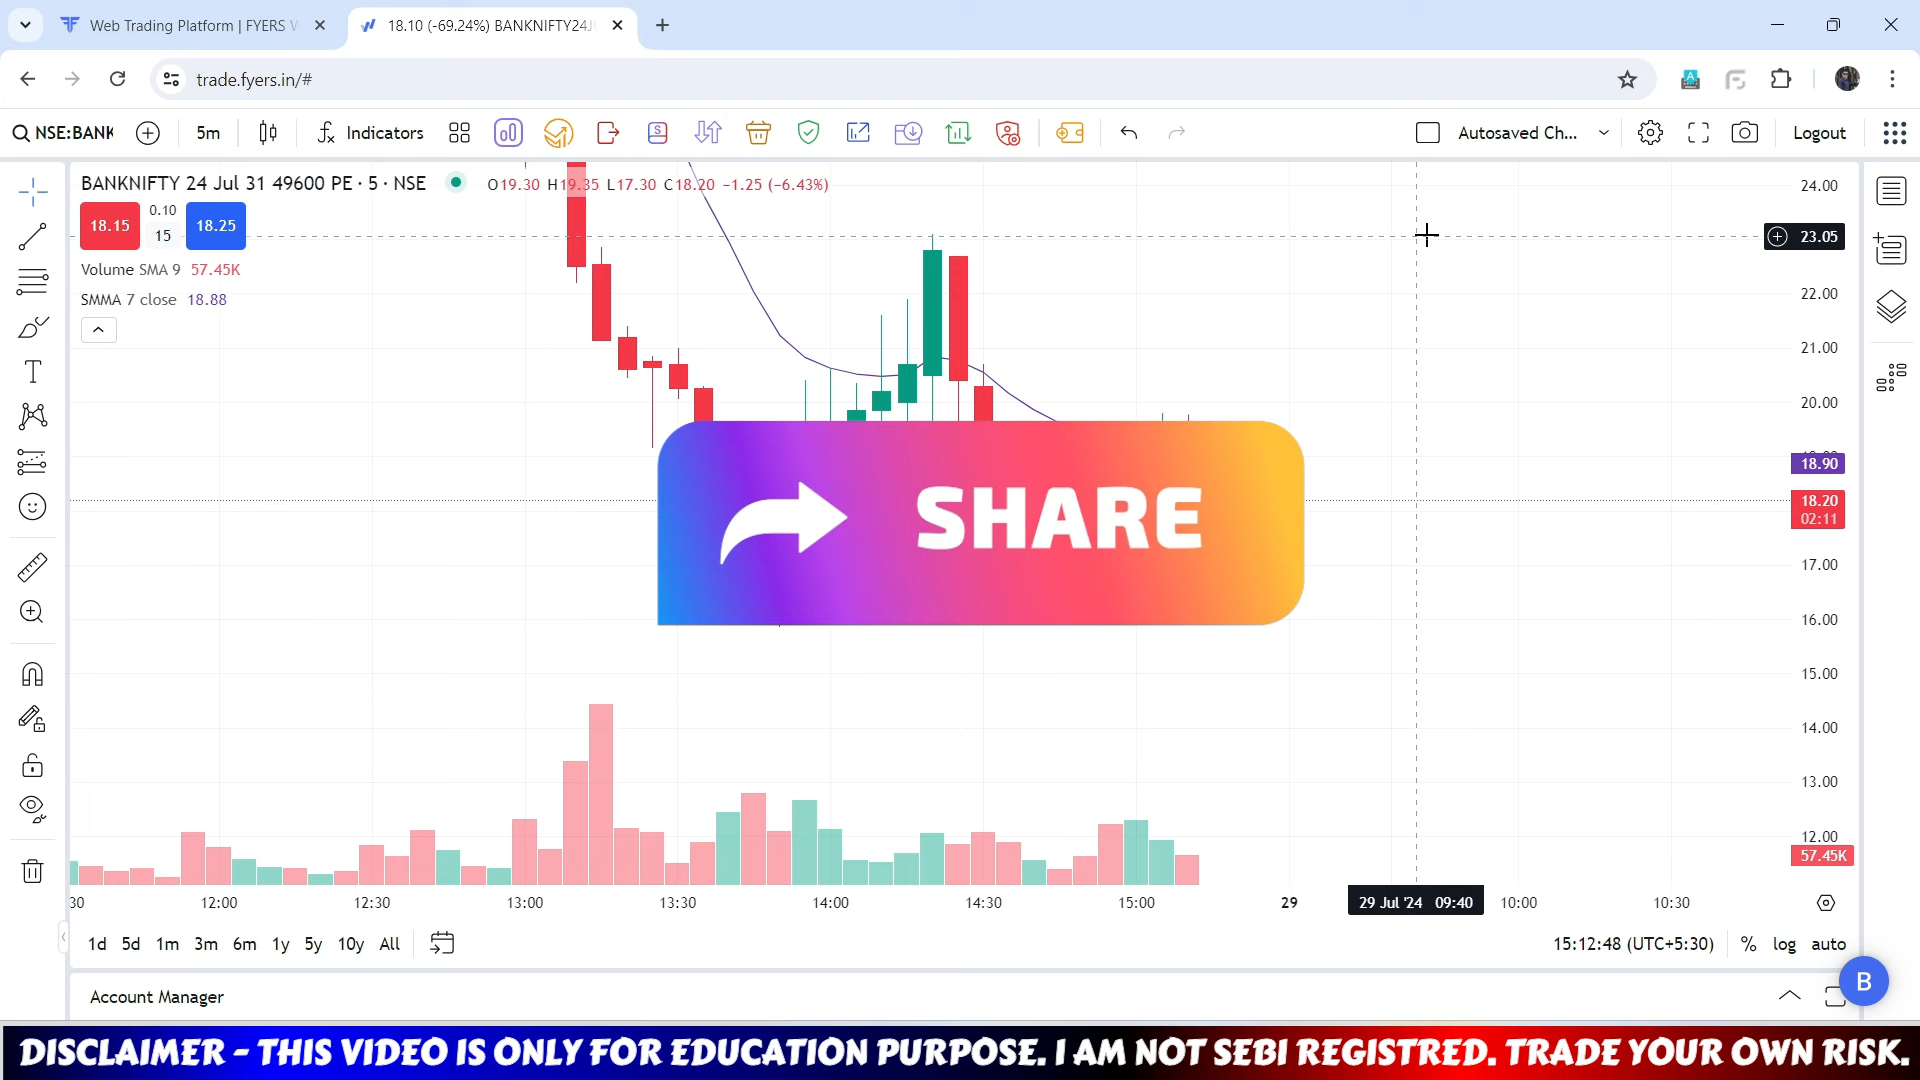 Web Trading Platform | FYERS
18.10 (-69.24%) BANKNIFTY24J
trade.fyers.in/#
NSE:BANK
5m
Indicators
Autosaved Ch...
Logout
BANKNIFTY 24 Jul 31 49600 PE · 5 · NSE
O19.30 H19.35 L17.30 C18.20 −1.25 (−6.43%)
18.15
0.10
15
18.25
Volume SMA 9 57.45K
SMMA 7 close 18.88
24.00
23.05
22.00
21.00
20.00
18.90
18.20
02:11
17.00
16.00
15.00
14.00
13.00
12.00
57.45K
SHARE
:30
12:00
12:30
13:00
13:30
14:00
14:30
15:00
29
29 Jul '24 09:40
10:00
10:30
1d 5d 1m 3m 6m 1y 5y 10y All
15:12:48 (UTC+5:30)
% log auto
Account Manager
B
DISCLAIMER - THIS VIDEO IS ONLY FOR EDUCATION PURPOSE. I AM NOT SEBI REGISTRED. TRADE YOUR OWN RISK.